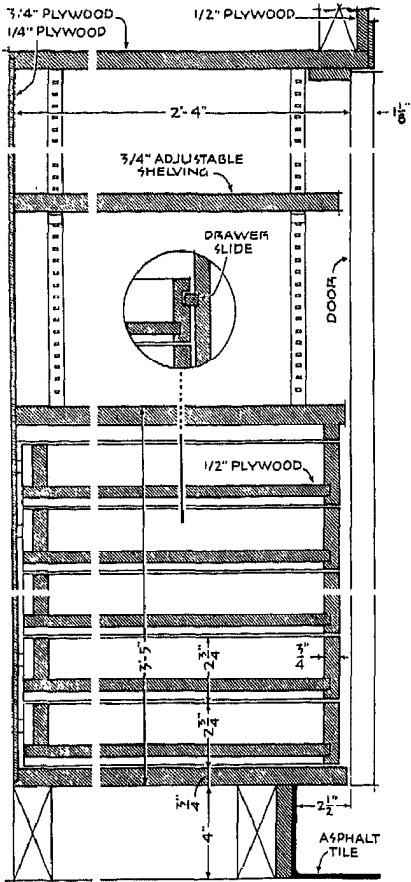 3/4" PLYWOOD
1/4" PLYWOOD
1/2" PLYWOOD
2'-4"
1 1/8"
3/4" ADJUSTABLE
SHELVING
DRAWER
SLIDE
DOOR
1/2" PLYWOOD
3'-5"
2 3/4"
3/4"
2 3/4"
3/4"
4"
2 1/2"
ASPHALT
TILE